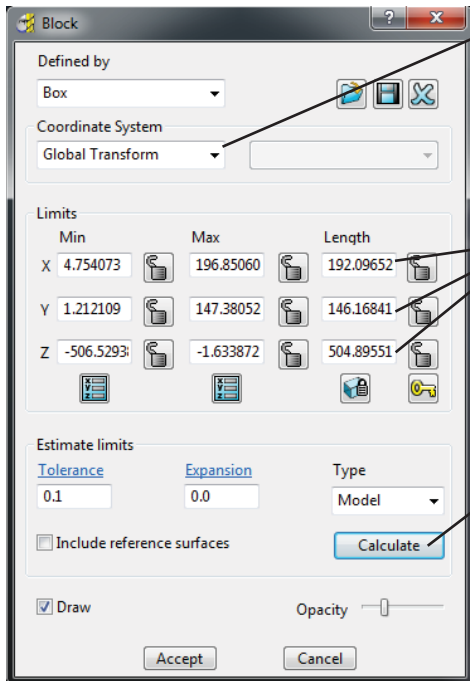 Block
Defined by
Box
Coordinate System
Global Transform
Limits
Min Max Length
X 4.754073 196.85060 192.09652
Y 1.212109 147.38052 146.16841
Z -506.5293 -1.633872 504.89551
X
Y
Z
X
Y
Z
Estimate limits
Tolerance Expansion Type
0.1 0.0 Model
Include reference surfaces Calculate
Draw Opacity
Accept Cancel